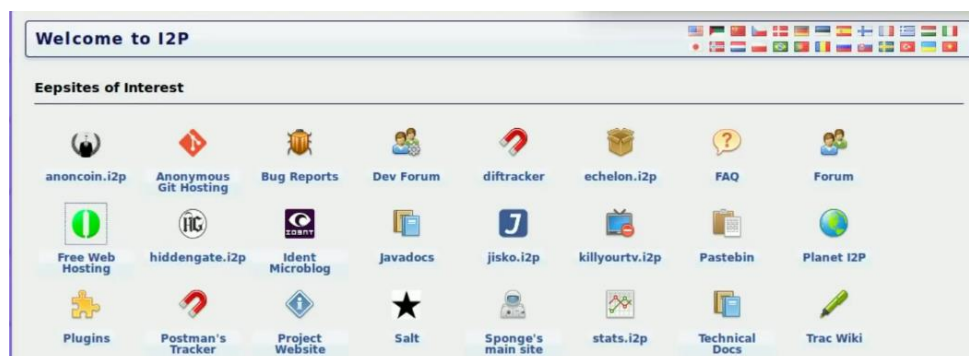 Welcome to I2P
Eepsites of Interest
anoncoin.i2p
Anonymous
Git Hosting
Bug Reports
Dev Forum
diftracker
echelon.i2p
FAQ
Forum
Free Web
Hosting
HG
hiddengate.i2p
IDENT
Ident
Microblog
Javadocs
J
jisko.i2p
killyourtv.i2p
Pastebin
Planet I2P
Plugins
Postman's
Tracker
Project
Website
Salt
Sponge's
main site
stats.i2p
Technical
Docs
Trac Wiki